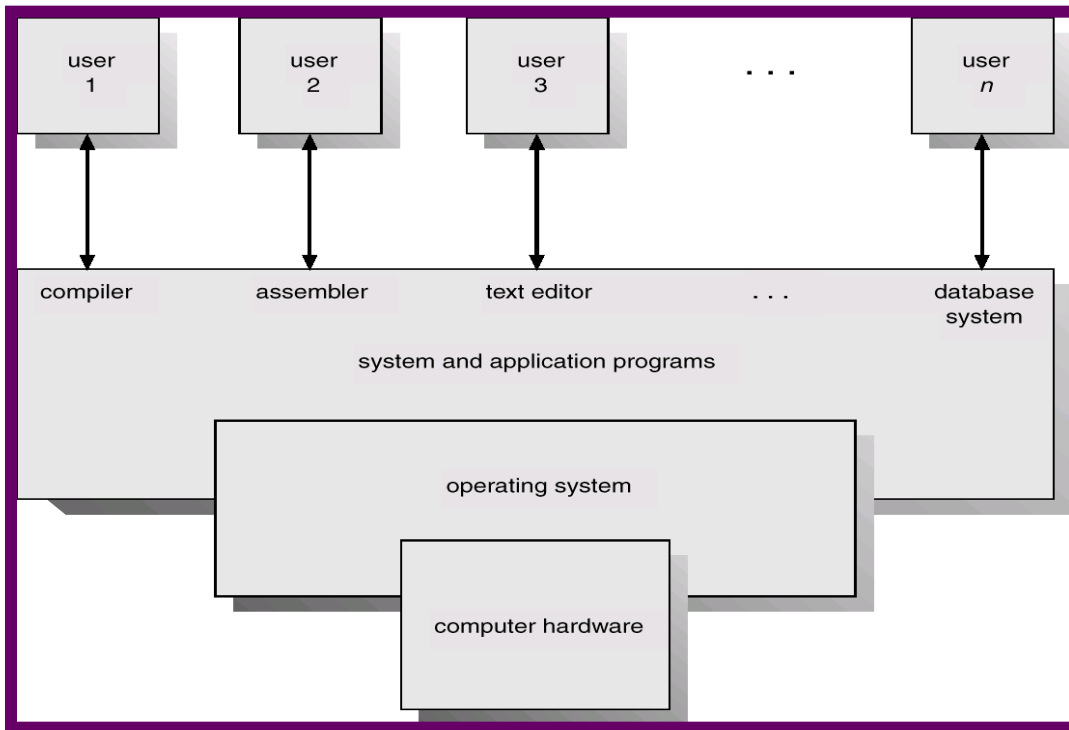 user
1
user
2
user
3
. . .
user
n
compiler
assembler
text editor
. . .
database
system
system and application programs
operating system
computer hardware